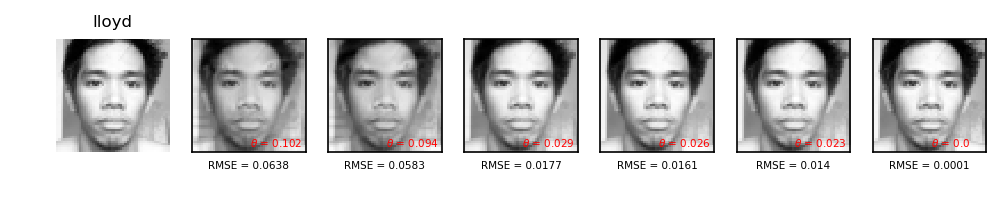 lloyd
θ = 0.102
θ = 0.094
θ = 0.029
θ = 0.026
θ = 0.023
θ = 0.0
RMSE = 0.0638
RMSE = 0.0583
RMSE = 0.0177
RMSE = 0.0161
RMSE = 0.014
RMSE = 0.0001